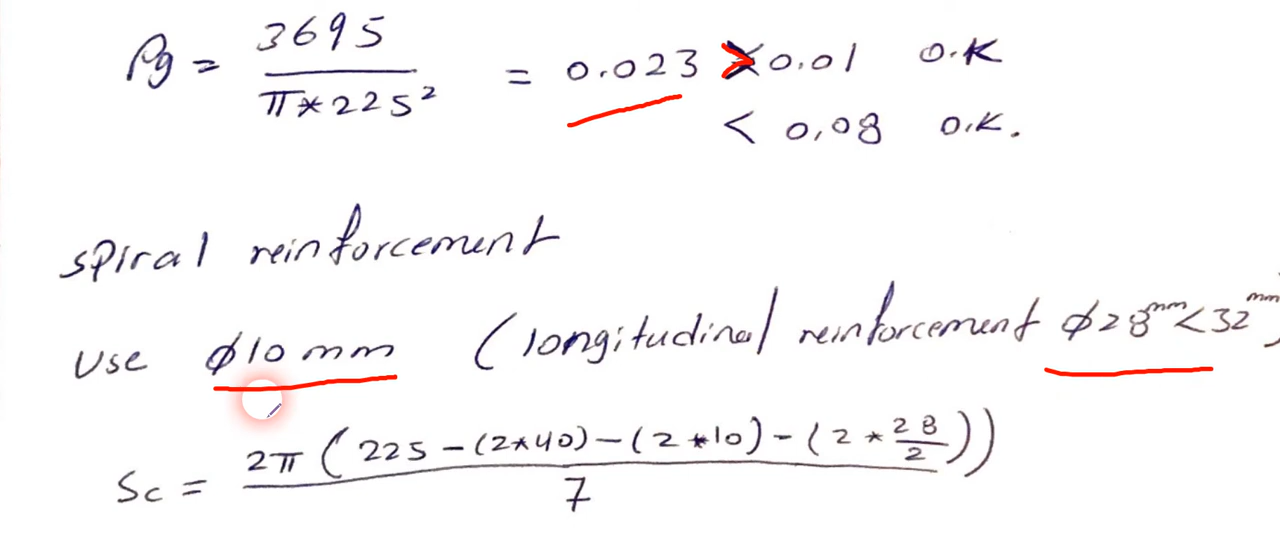 ρg = 3695 / π*225² = 0.023 > 0.01 O.K
< 0.08 O.K.
spiral reinforcement
Use φ10 mm (longitudinal reinforcement φ28mm < 32mm)
Sc = 2π (225 - (2*40) - (2*10) - (2*28/2)) / 7